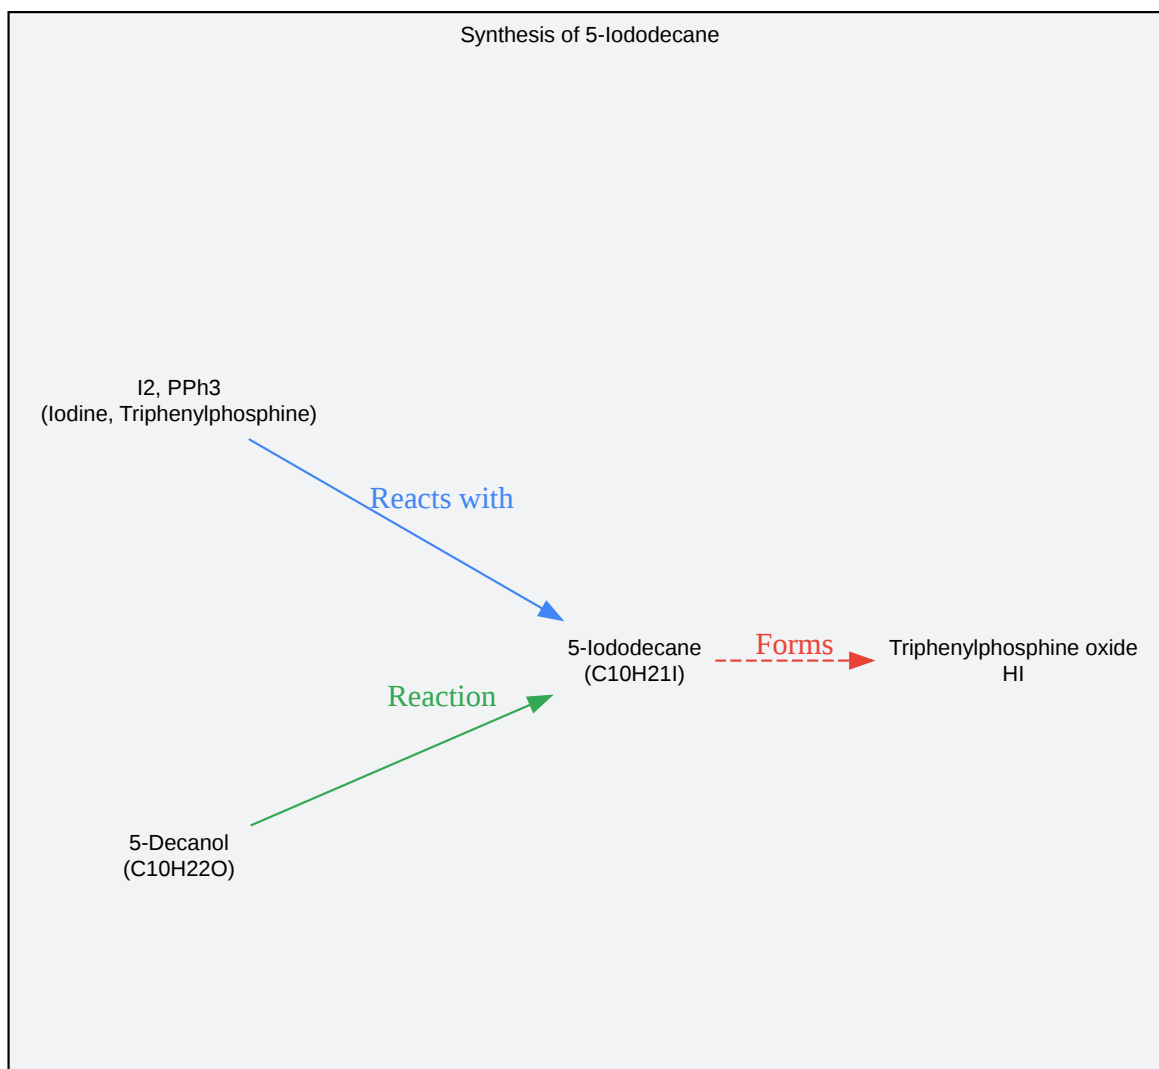 Synthesis of 5-Iododecane
I2, PPh3
(Iodine, Triphenylphosphine)
Reacts with
5-Iododecane
(C10H21I)
Forms
Triphenylphosphine oxide
HI
Reaction
5-Decanol
(C10H22O)